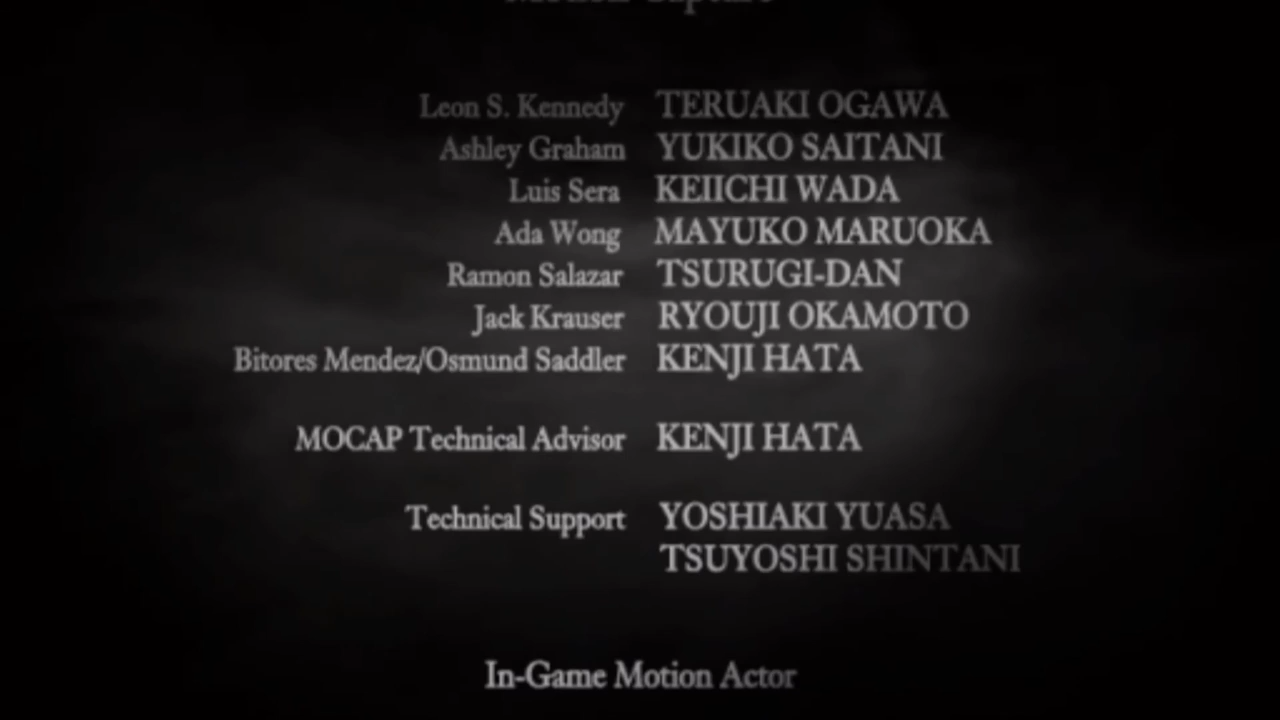 Motion Capture
Leon S. Kennedy TERUAKI OGAWA
Ashley Graham YUKIKO SAITANI
Luis Sera KEIICHI WADA
Ada Wong MAYUKO MARUOKA
Ramon Salazar TSURUGI-DAN
Jack Krauser RYOUJI OKAMOTO
Bitores Mendez/Osmund Saddler KENJI HATA
MOCAP Technical Advisor KENJI HATA
Technical Support YOSHIAKI YUASA
TSUYOSHI SHINTANI
In-Game Motion Actor